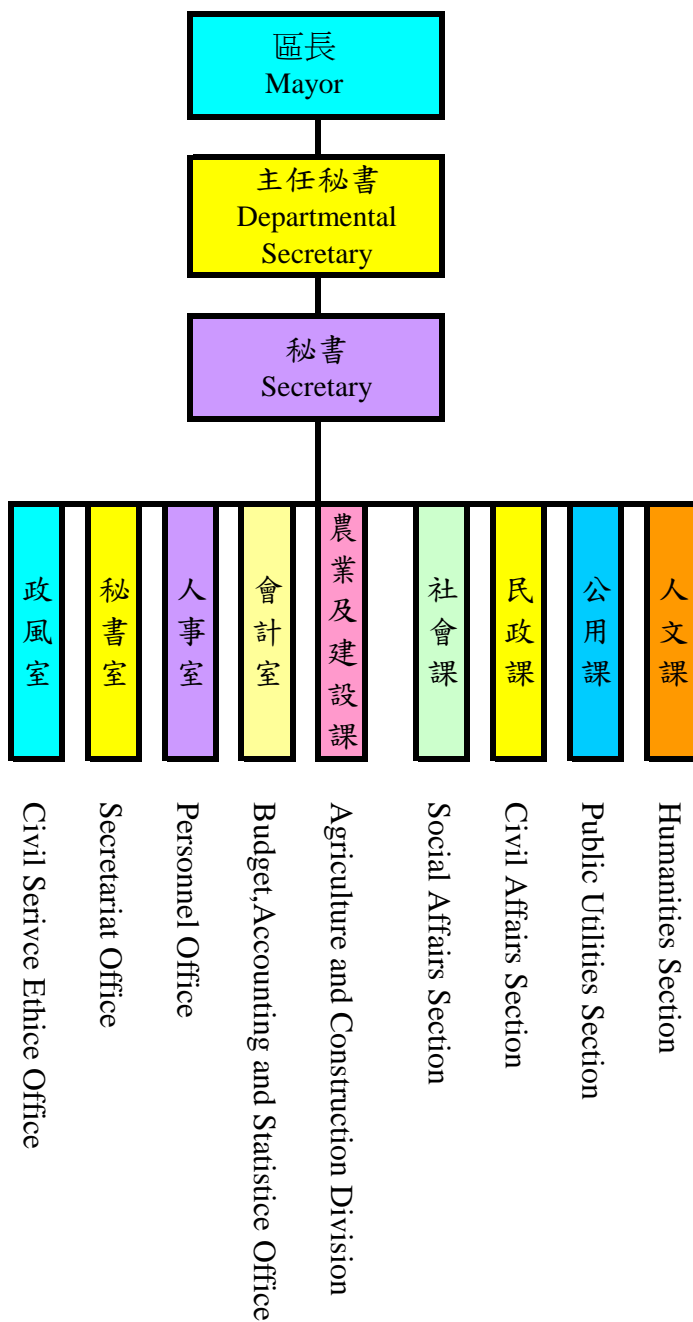 區長
Mayor
主任秘書
Departmental
Secretary
秘書
Secretary
政風室
秘書室
人事室
會計室
農業及建設課
社會課
民政課
公用課
人文課
Civil Serivce Ethice Office
Secretariat Office
Personnel Office
Budget,Accounting and Statistice Office
Agriculture and Construction Division
Social Affairs Section
Civil Affairs Section
Public Utilities Section
Humanities Section